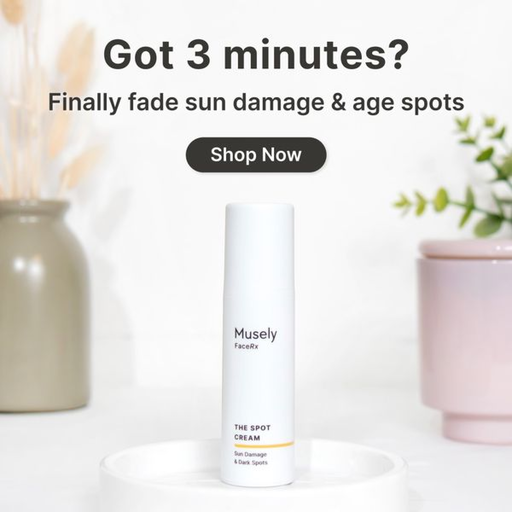 Got 3 minutes?
Finally fade sun damage & age spots
Shop Now
Musely
FaceRx
THE SPOT
CREAM
Sun Damage
& Dark Spots